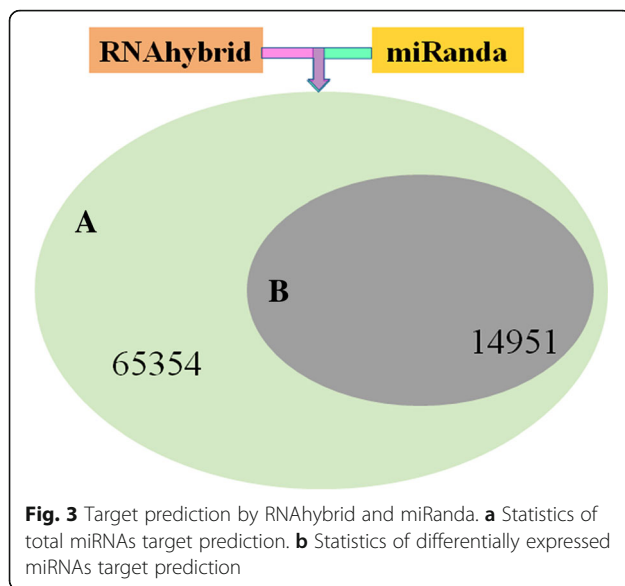 RNAhybrid miRanda
A
B
14951
65354
Fig. 3 Target prediction by RNAhybrid and miRanda. a Statistics of
total miRNAs target prediction. b Statistics of differentially expressed
miRNAs target prediction